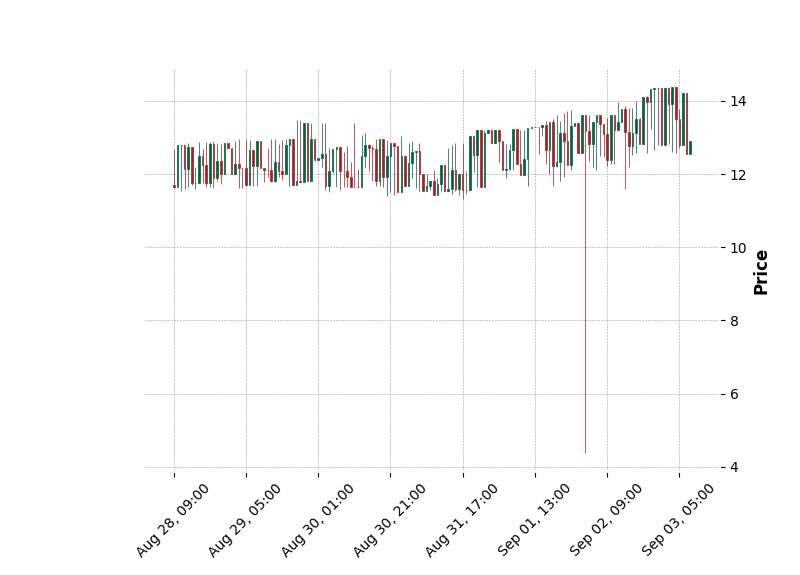 14
12
10
8
6
4
Price
Aug 28, 09:00
Aug 29, 05:00
Aug 30, 01:00
Aug 30, 21:00
Aug 31, 17:00
Sep 01, 13:00
Sep 02, 09:00
Sep 03, 05:00